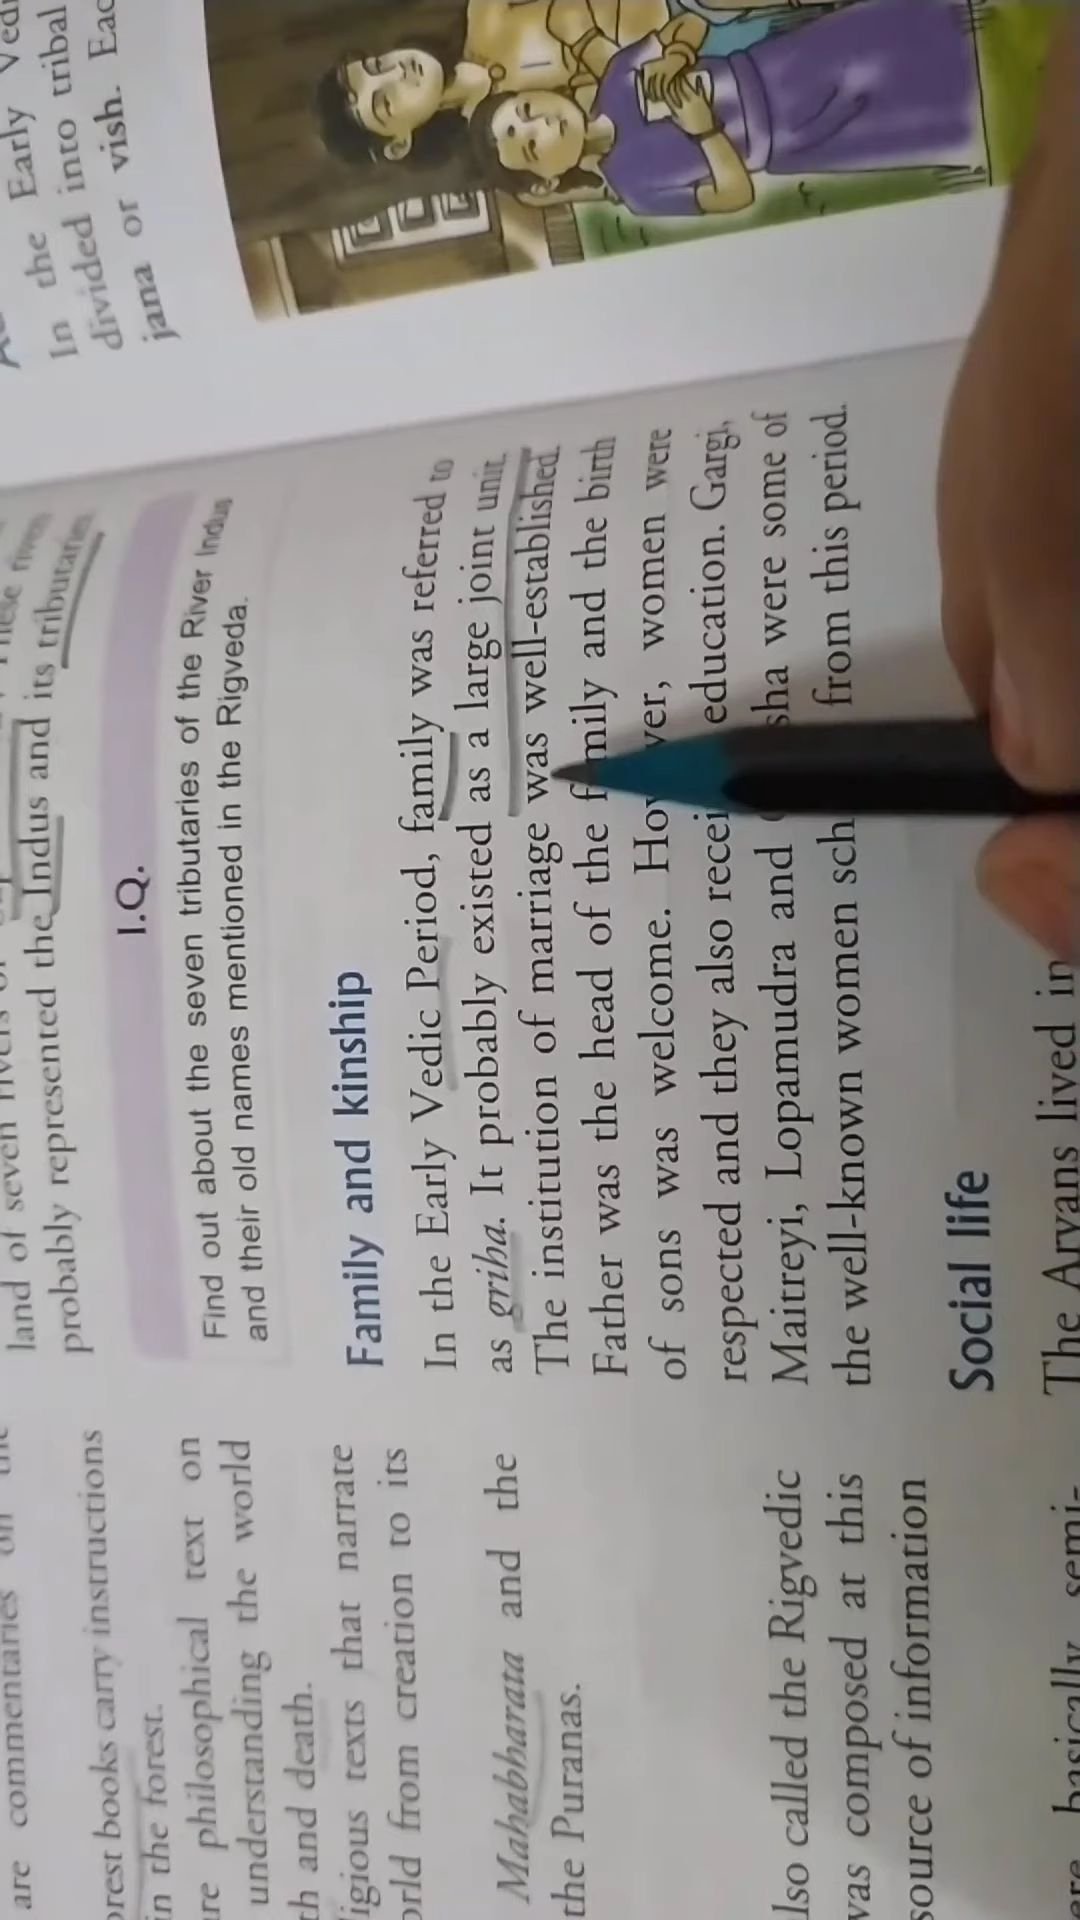 are commentaries on the
orest books carry instructions
in the forest.
re philosophical text on
understanding the world
th and death.
igious texts that narrate
orld from creation to its
Mahabharata and the
the Puranas.
lso called the Rigvedic
was composed at this
source of information
basically semi-
land of seven rivers
probably represented the Indus and its tributaries
I.Q.
Find out about the seven tributaries of the River Indus
and their old names mentioned in the Rigveda.
Family and kinship
In the Early Vedic Period, family was referred to
as griha. It probably existed as a large joint unit.
The institution of marriage was well-established.
Father was the head of the family and the birth
of sons was welcome. However, women were
respected and they also recei education. Gargi,
Maitreyi, Lopamudra and sha were some of
the well-known women sch from this period.
Social life
The Aryans lived in
In the Early Ved
divided into tribal
jana or vish. Eac